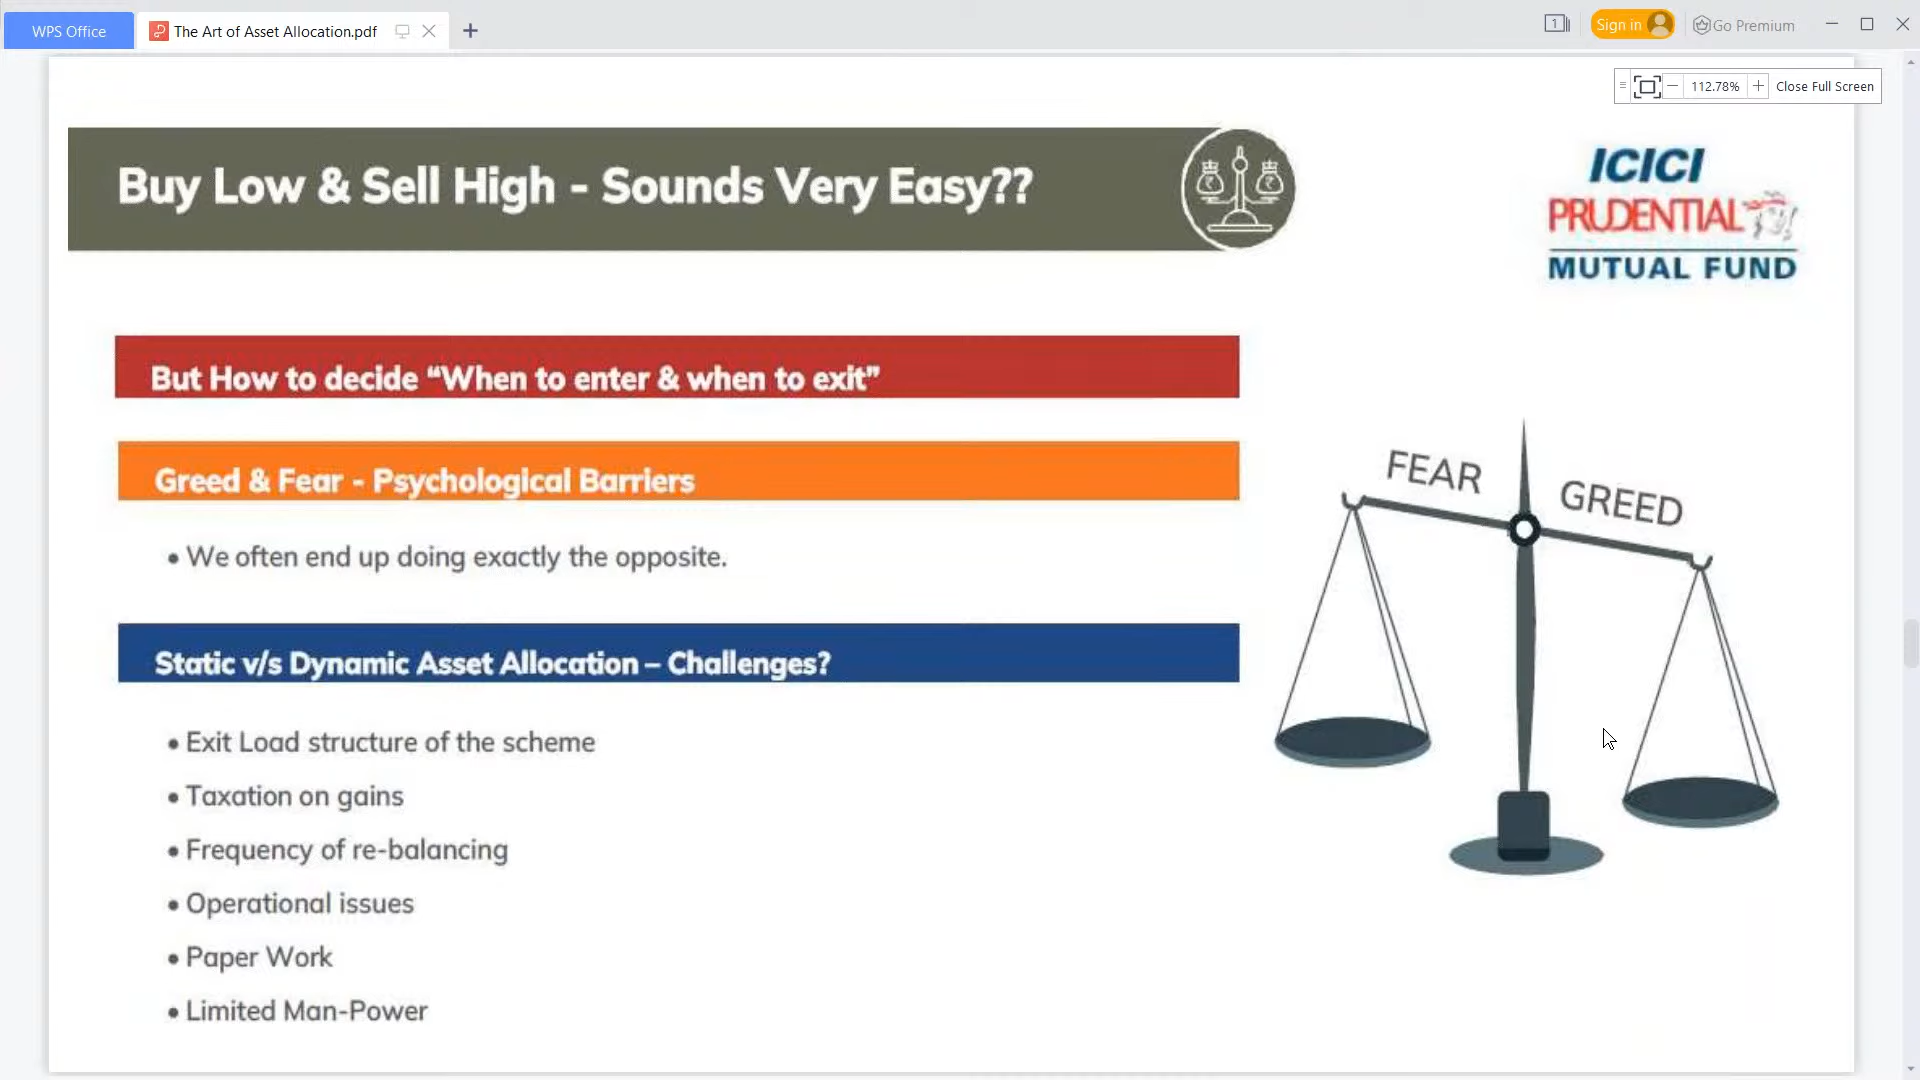 WPS Office
The Art of Asset Allocation.pdf
1
Sign in
Go Premium
112.78%
Close Full Screen
Buy Low & Sell High - Sounds Very Easy??
ICICI
PRUDENTIAL
MUTUAL FUND
But How to decide “When to enter & when to exit”
Greed & Fear - Psychological Barriers
• We often end up doing exactly the opposite.
FEAR
GREED
Static v/s Dynamic Asset Allocation – Challenges?
• Exit Load structure of the scheme
• Taxation on gains
• Frequency of re-balancing
• Operational issues
• Paper Work
• Limited Man-Power